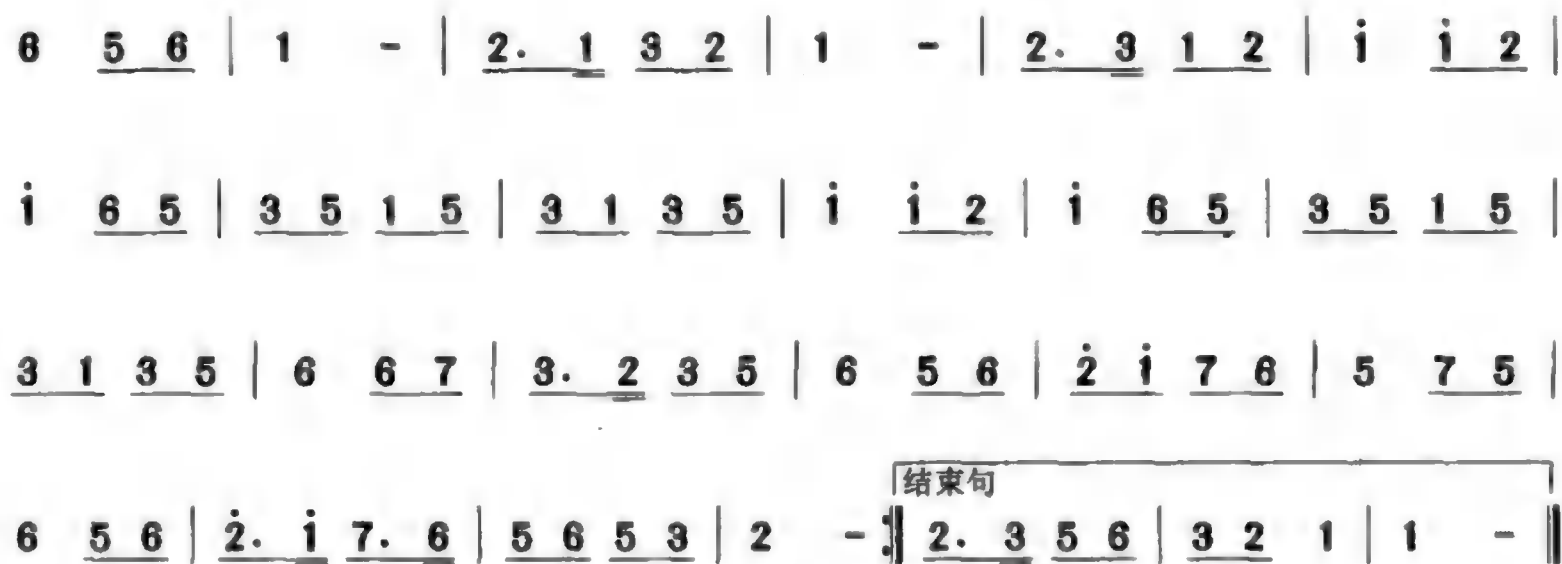 6 5 6 | 1 - | 2. 1 3 2 | 1 - | 2. 3 1 2 | i i 2 |
i 6 5 | 3 5 1 5 | 3 1 3 5 | i i 2 | i 6 5 | 3 5 1 5 |
3 1 3 5 | 6 6 7 | 3. 2 3 5 | 6 5 6 | 2̇ i 7 6 | 5 7 5 |
结束句
6 5 6 | 2̇. i 7. 6 | 5 6 5 3 | 2 - :‖ 2. 3 5 6 | 3 2 1 | 1 - ‖